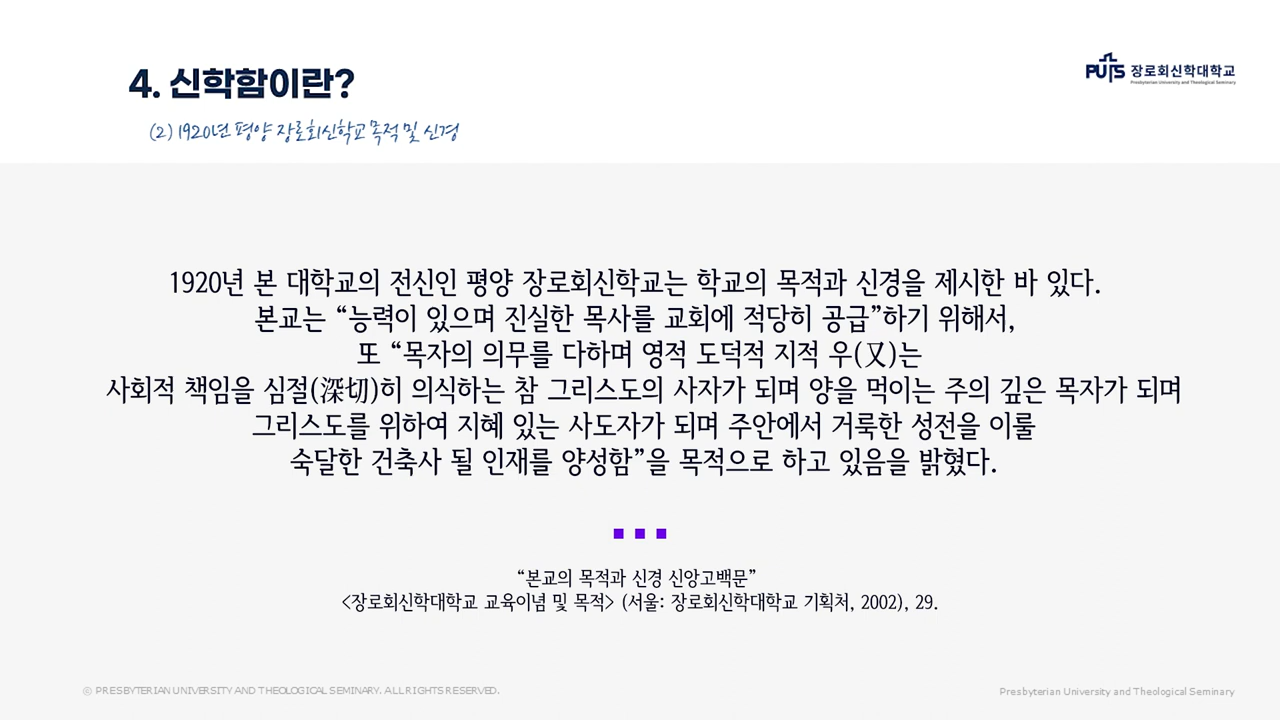 4. 신학함이란?
PUTS 장로회신학대학교
Presbyterian University and Theological Seminary
(2) 1920년 평양 장로회신학교 목적 및 신경
1920년 본 대학교의 전신인 평양 장로회신학교는 학교의 목적과 신경을 제시한 바 있다.
본교는 “능력이 있으며 진실한 목사를 교회에 적당히 공급”하기 위해서,
또 “목자의 의무를 다하며 영적 도덕적 지적 우(又)는
사회적 책임을 심절(深切)히 의식하는 참 그리스도의 사자가 되며 양을 먹이는 주의 깊은 목자가 되며
그리스도를 위하여 지혜 있는 사도자가 되며 주안에서 거룩한 성전을 이룰
숙달한 건축사 될 인재를 양성함”을 목적으로 하고 있음을 밝혔다.
“본교의 목적과 신경 신앙고백문”
<장로회신학대학교 교육이념 및 목적> (서울: 장로회신학대학교 기획처, 2002), 29.
© PRESBYTERIAN UNIVERSITY AND THEOLOGICAL SEMINARY. ALL RIGHTS RESERVED.
Presbyterian University and Theological Seminary